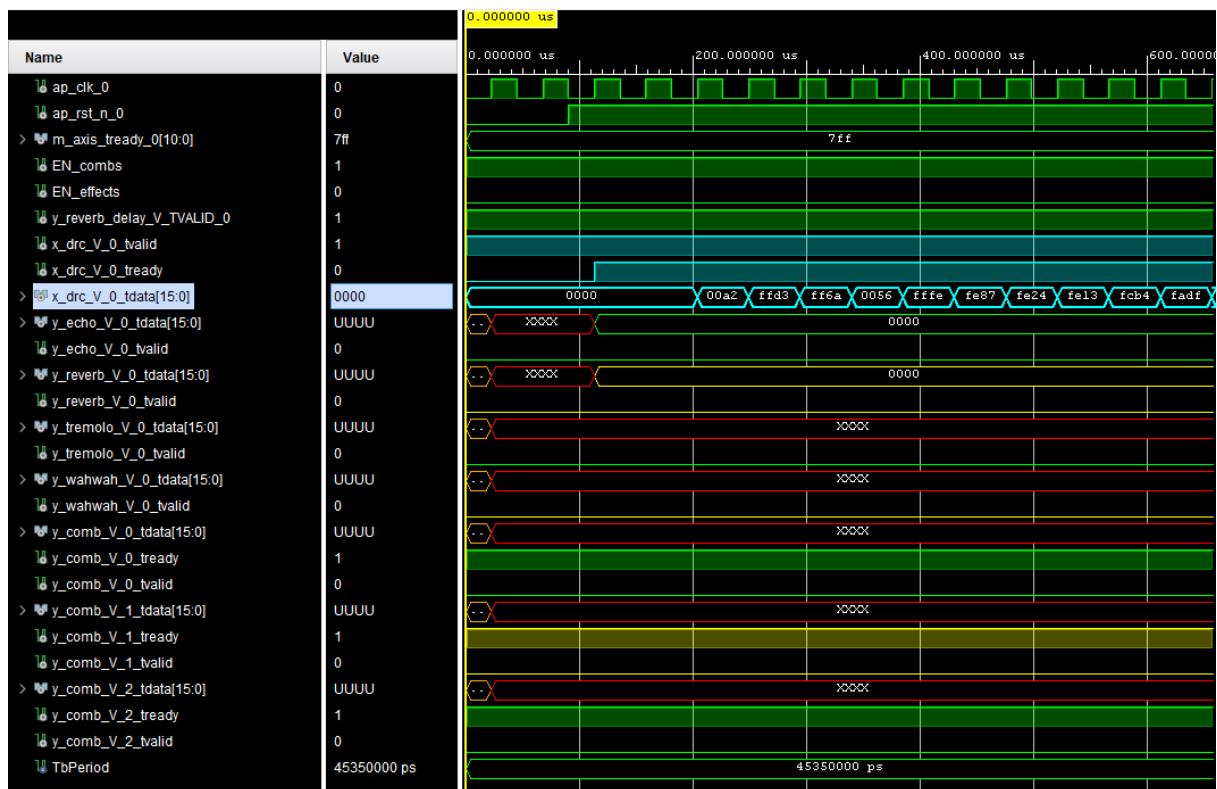 0.000000 us
Name Value
0.000000 us 200.000000 us 400.000000 us 600.00000
ap_clk_0 0
ap_rst_n_0 0
m_axis_tready_0[10:0] 7ff 7ff
EN_combs 1
EN_effects 0
y_reverb_delay_V_TVALID_0 1
x_drc_V_0_tvalid 1
x_drc_V_0_tready 0
x_drc_V_0_tdata[15:0] 0000 0000 00a2 ffd3 ff6a 0056 fffe fe87 fe24 fe13 fcb4 fadf
y_echo_V_0_tdata[15:0] UUUU .. XXXX 0000
y_echo_V_0_tvalid 0
y_reverb_V_0_tdata[15:0] UUUU .. XXXX 0000
y_reverb_V_0_tvalid 0
y_tremolo_V_0_tdata[15:0] UUUU .. XXXX
y_tremolo_V_0_tvalid 0
y_wahwah_V_0_tdata[15:0] UUUU .. XXXX
y_wahwah_V_0_tvalid 0
y_comb_V_0_tdata[15:0] UUUU .. XXXX
y_comb_V_0_tready 1
y_comb_V_0_tvalid 0
y_comb_V_1_tdata[15:0] UUUU .. XXXX
y_comb_V_1_tready 1
y_comb_V_1_tvalid 0
y_comb_V_2_tdata[15:0] UUUU .. XXXX
y_comb_V_2_tready 1
y_comb_V_2_tvalid 0
TbPeriod 45350000 ps 45350000 ps